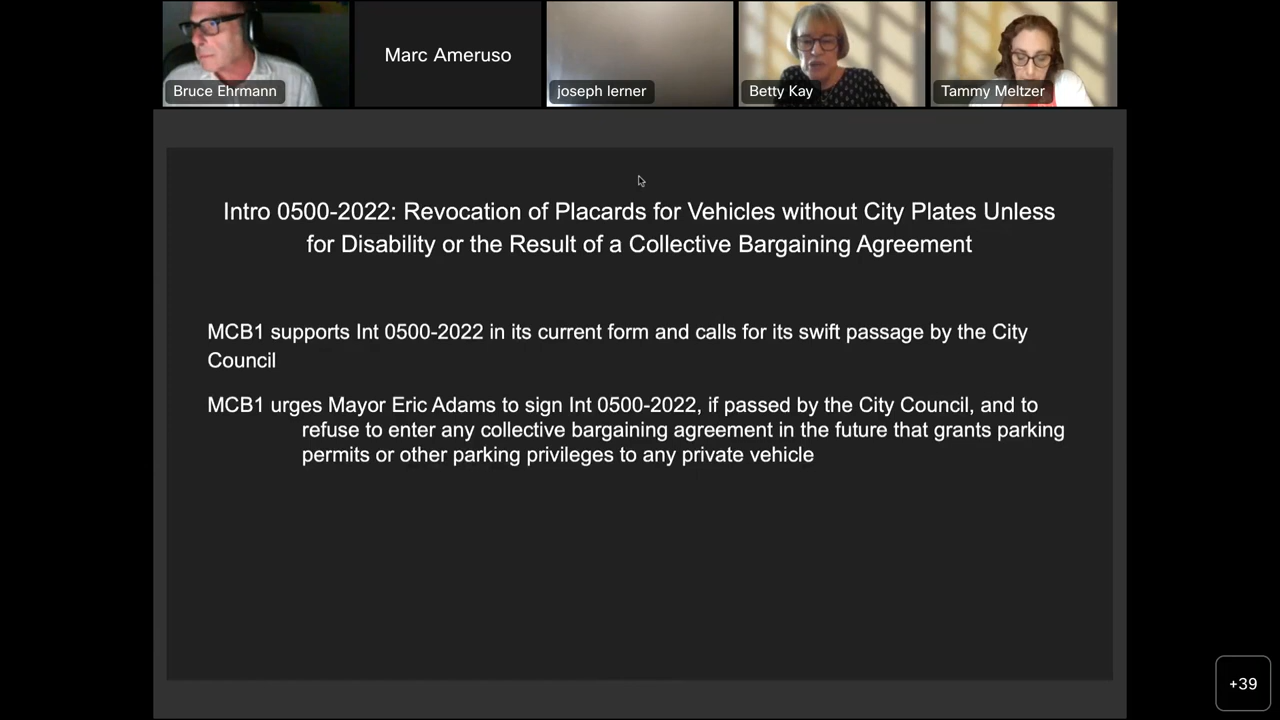 Marc Ameruso
Bruce Ehrmann
joseph lerner
Betty Kay
Tammy Meltzer
Intro 0500-2022: Revocation of Placards for Vehicles without City Plates Unless
for Disability or the Result of a Collective Bargaining Agreement
MCB1 supports Int 0500-2022 in its current form and calls for its swift passage by the City
Council
MCB1 urges Mayor Eric Adams to sign Int 0500-2022, if passed by the City Council, and to
refuse to enter any collective bargaining agreement in the future that grants parking
permits or other parking privileges to any private vehicle
+39